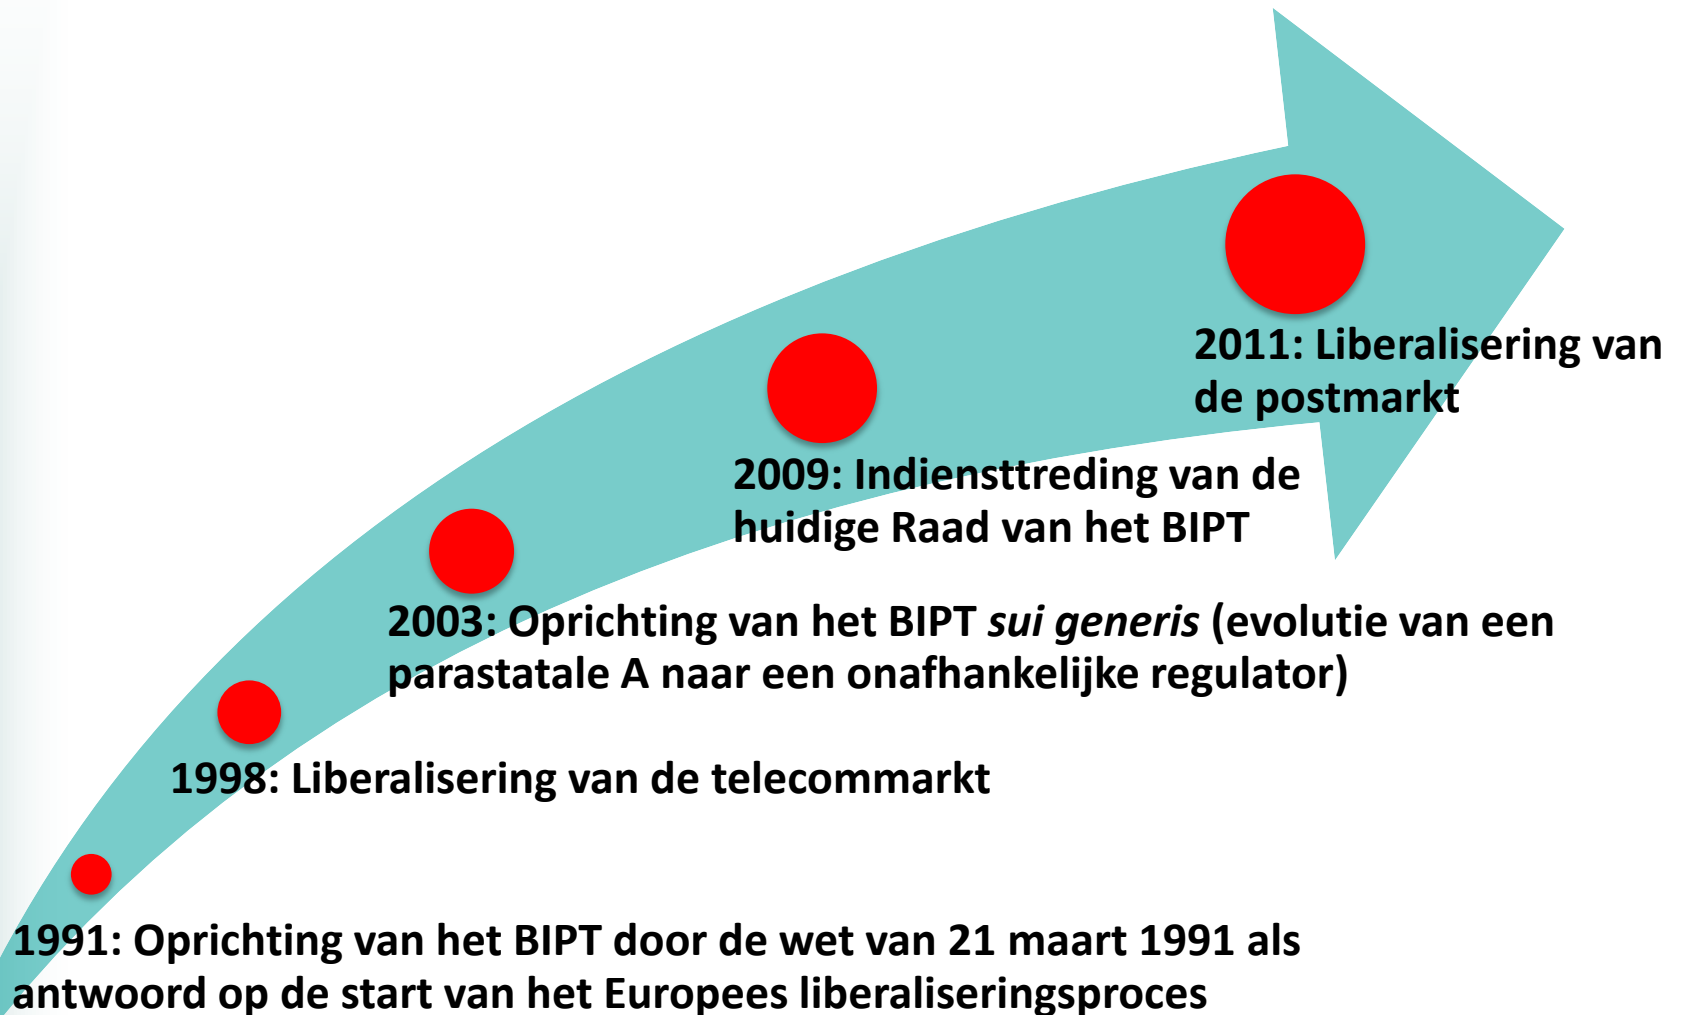 2011: Liberalisering van
de postmarkt
2009: Indiensttreding van de
huidige Raad van het BIPT
2003: Oprichting van het BIPT sui generis (evolutie van een
parastatale A naar een onafhankelijke regulator)
1998: Liberalisering van de telecommarkt
1991: Oprichting van het BIPT door de wet van 21 maart 1991 als
antwoord op de start van het Europees liberaliseringsproces